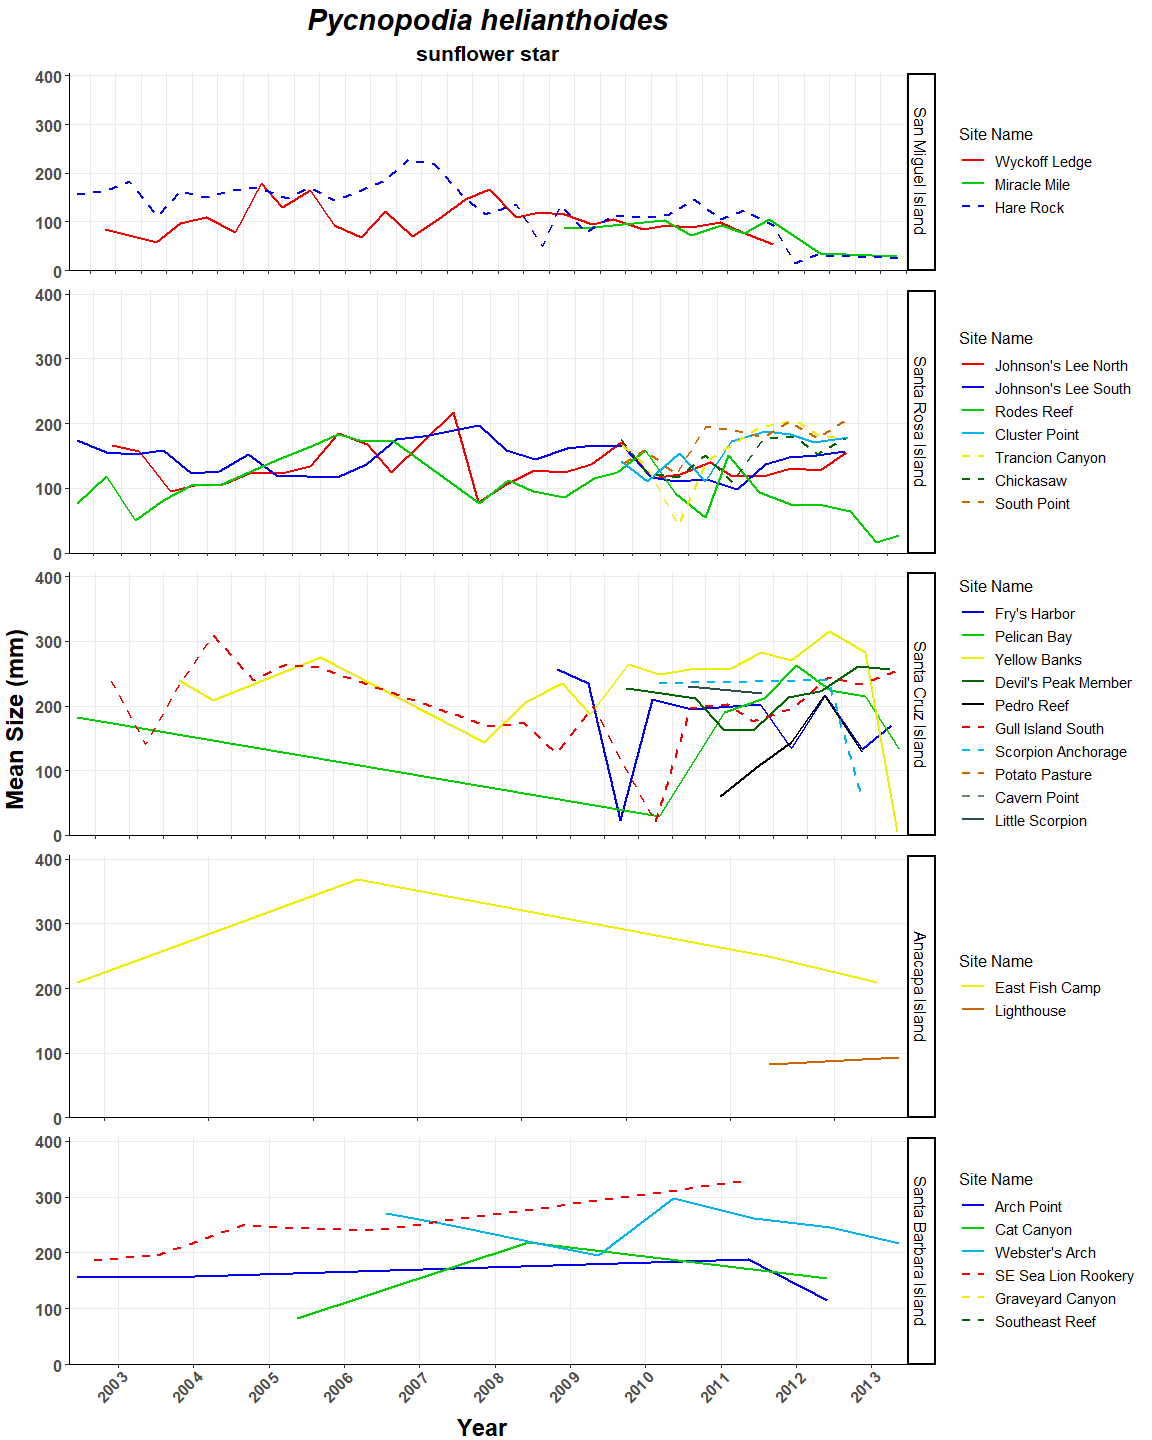 Pycnopodia helianthoides
sunflower star
Mean Size (mm)
400
300
200
100
0
San Miguel Island
Site Name
Wyckoff Ledge
Miracle Mile
Hare Rock
400
300
200
100
0
Santa Rosa Island
Site Name
Johnson's Lee North
Johnson's Lee South
Rodes Reef
Cluster Point
Trancion Canyon
Chickasaw
South Point
400
300
200
100
0
Santa Cruz Island
Site Name
Fry's Harbor
Pelican Bay
Yellow Banks
Devil's Peak Member
Pedro Reef
Gull Island South
Scorpion Anchorage
Potato Pasture
Cavern Point
Little Scorpion
400
300
200
100
0
Anacapa Island
Site Name
East Fish Camp
Lighthouse
400
300
200
100
0
Santa Barbara Island
Site Name
Arch Point
Cat Canyon
Webster's Arch
SE Sea Lion Rookery
Graveyard Canyon
Southeast Reef
2003 2004 2005 2006 2007 2008 2009 2010 2011 2012 2013
Year